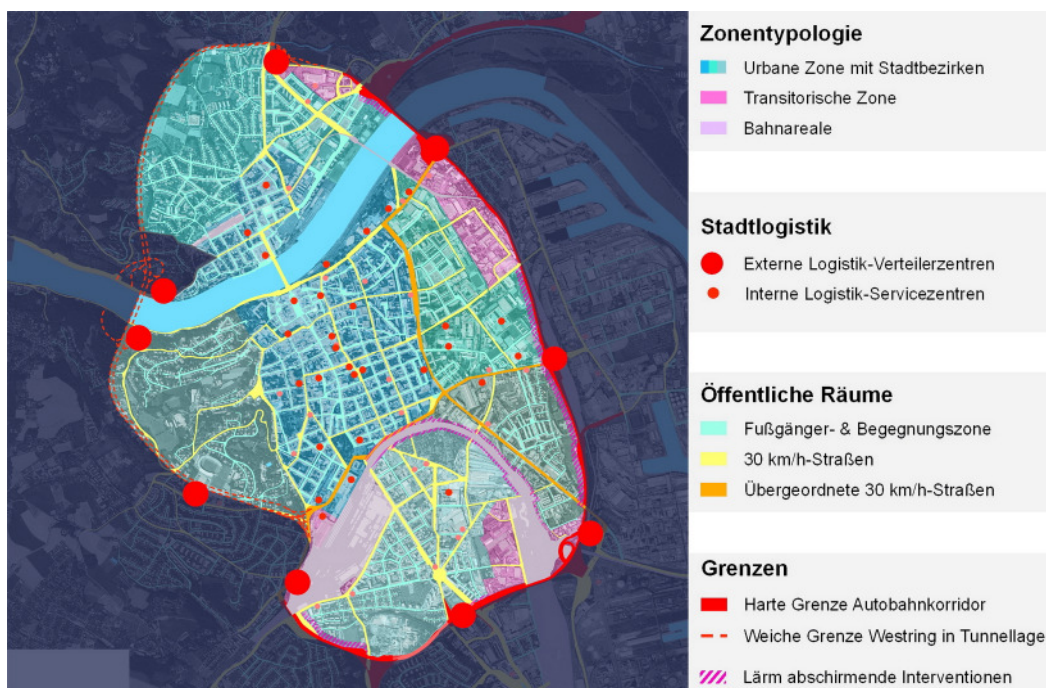 Zonentypologie
Urbane Zone mit Stadtbezirken
Transitorische Zone
Bahnareale
Stadtlogistik
Externe Logistik-Verteilerzentren
Interne Logistik-Servicezentren
Öffentliche Räume
Fußgänger- & Begegnungszone
30 km/h-Straßen
Übergeordnete 30 km/h-Straßen
Grenzen
Harte Grenze Autobahnkorridor
Weiche Grenze Westring in Tunnellage
Lärm abschirmende Interventionen